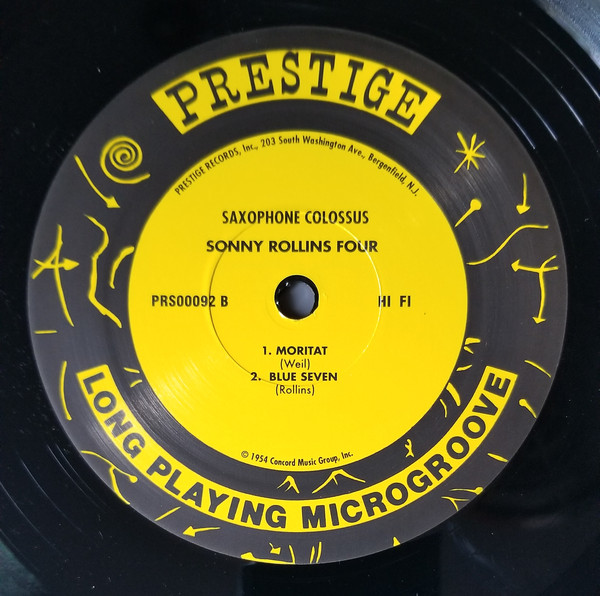 PRESTIGE
PRESTIGE RECORDS, Inc., 203 South Washington Ave., Bergenfield, N.J.
SAXOPHONE COLOSSUS
SONNY ROLLINS FOUR
PRS00092 B HI FI
1. MORITAT
(Weil)
2. BLUE SEVEN
(Rollins)
© 1954 Concord Music Group, Inc.
LONG PLAYING MICROGROOVE